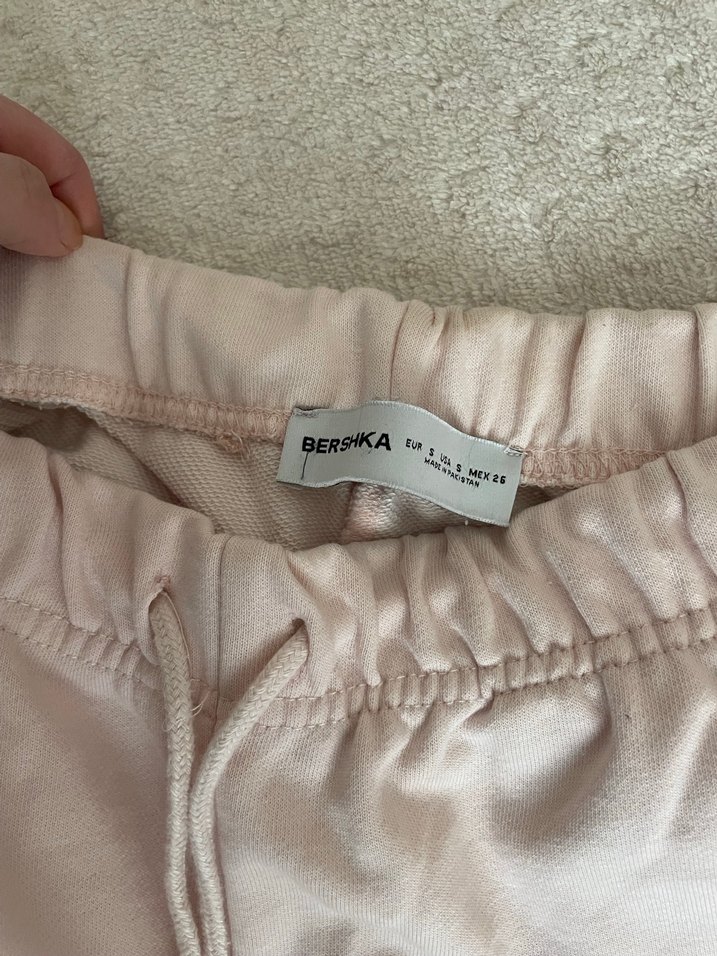 BERSHKA
EUR S USA S MEX 26
MADE IN PAKISTAN